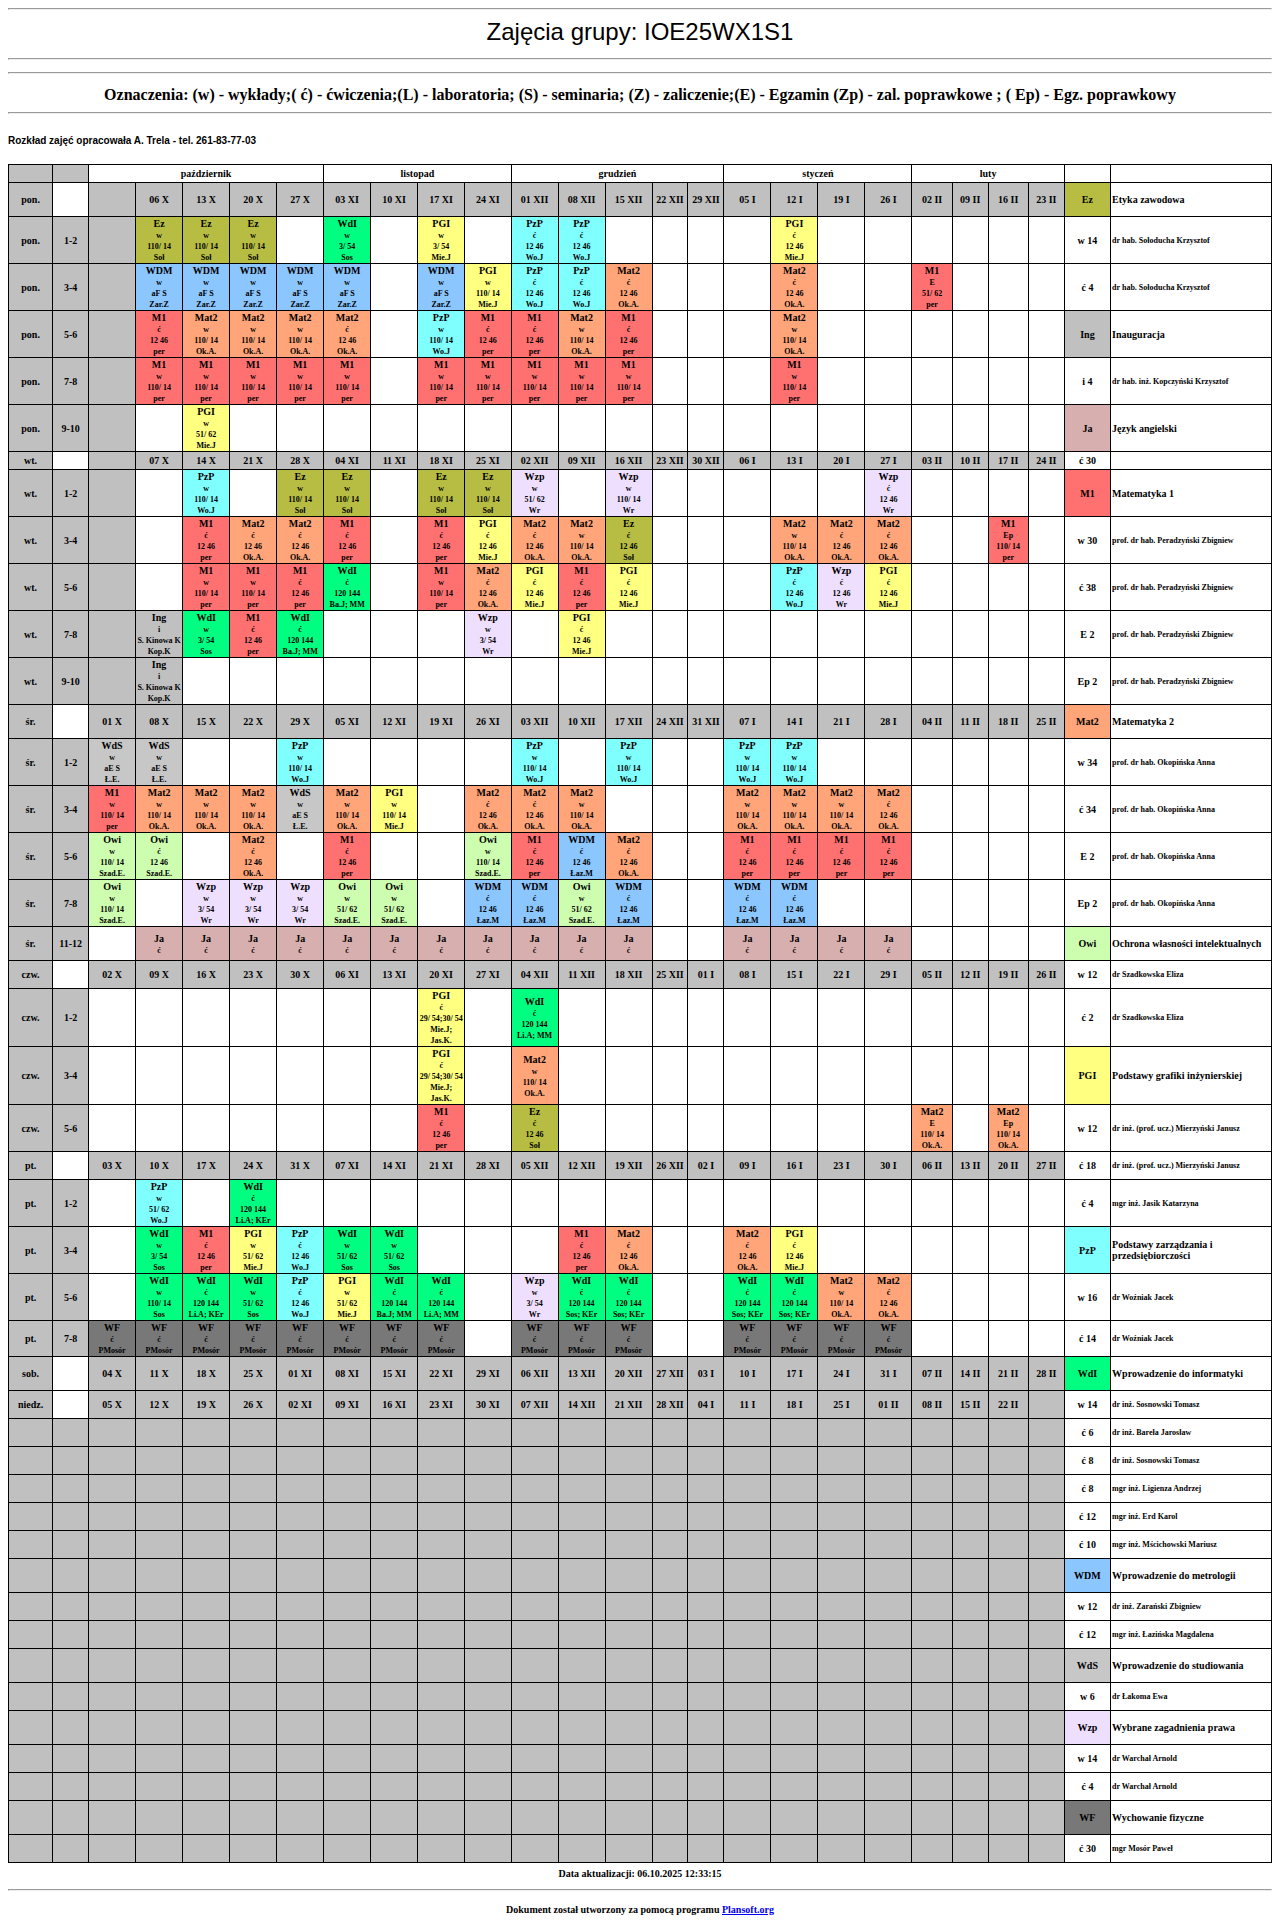 Zajęcia grupy: IOE25WX1S1
Oznaczenia: (w) - wykłady;( ć) - ćwiczenia;(L) - laboratoria; (S) - seminaria; (Z) - zaliczenie;(E) - Egzamin (Zp) - zal. poprawkowe ; ( Ep) - Egz. poprawkowy
Rozkład zajęć opracowała A. Trela - tel. 261-83-77-03
październik listopad grudzień styczeń luty
pon. 06 X 13 X 20 X 27 X 03 XI 10 XI 17 XI 24 XI 01 XII 08 XII 15 XII 22 XII 29 XII 05 I 12 I 19 I 26 I 02 II 09 II 16 II 23 II Ez Etyka zawodowa
Ez Ez Ez WdI PGI PzP PzP PGI
w w w w w ć ć ć
pon. 1-2 w 14 dr hab. Sołoducha Krzysztof
110/ 14 110/ 14 110/ 14 3/ 54 3/ 54 12 46 12 46 12 46
Soł Soł Soł Sos Mie.J Wo.J Wo.J Mie.J
WDM WDM WDM WDM WDM WDM PGI PzP PzP Mat2 Mat2 M1
w w w w w w w ć ć ć ć E
pon. 3-4 ć 4 dr hab. Sołoducha Krzysztof
aF S aF S aF S aF S aF S aF S 110/ 14 12 46 12 46 12 46 12 46 51/ 62
Zar.Z Zar.Z Zar.Z Zar.Z Zar.Z Zar.Z Mie.J Wo.J Wo.J Ok.A. Ok.A. per
M1 Mat2 Mat2 Mat2 Mat2 PzP M1 M1 Mat2 M1 Mat2
ć w w w ć w ć ć w ć w
pon. 5-6 Ing Inauguracja
12 46 110/ 14 110/ 14 110/ 14 12 46 110/ 14 12 46 12 46 110/ 14 12 46 110/ 14
per Ok.A. Ok.A. Ok.A. Ok.A. Wo.J per per Ok.A. per Ok.A.
M1 M1 M1 M1 M1 M1 M1 M1 M1 M1 M1
w w w w w w w w w w w
pon. 7-8 i 4 dr hab. inż. Kopczyński Krzysztof
110/ 14 110/ 14 110/ 14 110/ 14 110/ 14 110/ 14 110/ 14 110/ 14 110/ 14 110/ 14 110/ 14
per per per per per per per per per per per
PGI
w
pon. 9-10 Ja Język angielski
51/ 62
Mie.J
wt. 07 X 14 X 21 X 28 X 04 XI 11 XI 18 XI 25 XI 02 XII 09 XII 16 XII 23 XII 30 XII 06 I 13 I 20 I 27 I 03 II 10 II 17 II 24 II ć 30
PzP Ez Ez Ez Ez Wzp Wzp Wzp
w w w w w w w ć
wt. 1-2 M1 Matematyka 1
110/ 14 110/ 14 110/ 14 110/ 14 110/ 14 51/ 62 110/ 14 12 46
Wo.J Soł Soł Soł Soł Wr Wr Wr
M1 Mat2 Mat2 M1 M1 PGI Mat2 Mat2 Ez Mat2 Mat2 Mat2 M1
ć ć ć ć ć ć ć w ć w ć ć Ep
wt. 3-4 w 30 prof. dr hab. Peradzyński Zbigniew
12 46 12 46 12 46 12 46 12 46 12 46 12 46 110/ 14 12 46 110/ 14 12 46 12 46 110/ 14
per Ok.A. Ok.A. per per Mie.J Ok.A. Ok.A. Soł Ok.A. Ok.A. Ok.A. per
M1 M1 M1 WdI M1 Mat2 PGI M1 PGI PzP Wzp PGI
w w ć ć w ć ć ć ć ć ć ć
wt. 5-6 ć 38 prof. dr hab. Peradzyński Zbigniew
110/ 14 110/ 14 12 46 120 144 110/ 14 12 46 12 46 12 46 12 46 12 46 12 46 12 46
per per per Ba.J; MM per Ok.A. Mie.J per Mie.J Wo.J Wr Mie.J
Ing WdI M1 WdI Wzp PGI
i w ć ć w ć
wt. 7-8 E 2 prof. dr hab. Peradzyński Zbigniew
S. Kinowa K 3/ 54 12 46 120 144 3/ 54 12 46
Kop.K Sos per Ba.J; MM Wr Mie.J
Ing
i
wt. 9-10 Ep 2 prof. dr hab. Peradzyński Zbigniew
S. Kinowa K
Kop.K
śr. 01 X 08 X 15 X 22 X 29 X 05 XI 12 XI 19 XI 26 XI 03 XII 10 XII 17 XII 24 XII 31 XII 07 I 14 I 21 I 28 I 04 II 11 II 18 II 25 II Mat2 Matematyka 2
WdS WdS PzP PzP PzP PzP PzP
w w w w w w w
śr. 1-2 w 34 prof. dr hab. Okopińska Anna
aE S aE S 110/ 14 110/ 14 110/ 14 110/ 14 110/ 14
Ł.E. Ł.E. Wo.J Wo.J Wo.J Wo.J Wo.J
M1 Mat2 Mat2 Mat2 WdS Mat2 PGI Mat2 Mat2 Mat2 Mat2 Mat2 Mat2 Mat2
w w w w w w w ć ć w w w w ć
śr. 3-4 ć 34 prof. dr hab. Okopińska Anna
110/ 14 110/ 14 110/ 14 110/ 14 aE S 110/ 14 110/ 14 12 46 12 46 110/ 14 110/ 14 110/ 14 110/ 14 12 46
per Ok.A. Ok.A. Ok.A. Ł.E. Ok.A. Mie.J Ok.A. Ok.A. Ok.A. Ok.A. Ok.A. Ok.A. Ok.A.
Owi Owi Mat2 M1 Owi M1 WDM Mat2 M1 M1 M1 M1
w ć ć ć w ć ć ć ć ć ć ć
śr. 5-6 E 2 prof. dr hab. Okopińska Anna
110/ 14 12 46 12 46 12 46 110/ 14 12 46 12 46 12 46 12 46 12 46 12 46 12 46
Szad.E. Szad.E. Ok.A. per Szad.E. per Łaz.M Ok.A. per per per per
Owi Wzp Wzp Wzp Owi Owi WDM WDM Owi WDM WDM WDM
w w w w w w ć ć w ć ć ć
śr. 7-8 Ep 2 prof. dr hab. Okopińska Anna
110/ 14 3/ 54 3/ 54 3/ 54 51/ 62 51/ 62 12 46 12 46 51/ 62 12 46 12 46 12 46
Szad.E. Wr Wr Wr Szad.E. Szad.E. Łaz.M Łaz.M Szad.E. Łaz.M Łaz.M Łaz.M
Ja Ja Ja Ja Ja Ja Ja Ja Ja Ja Ja Ja Ja Ja Ja
śr. 11-12 Owi Ochrona własności intelektualnych
ć ć ć ć ć ć ć ć ć ć ć ć ć ć ć
czw. 02 X 09 X 16 X 23 X 30 X 06 XI 13 XI 20 XI 27 XI 04 XII 11 XII 18 XII 25 XII 01 I 08 I 15 I 22 I 29 I 05 II 12 II 19 II 26 II w 12 dr Szadkowska Eliza
PGI WdI
ć ć
czw. 1-2 ć 2 dr Szadkowska Eliza
29/ 54;30/ 54 120 144
Mie.J; Li.A; MM
Jas.K.
PGI Mat2
ć w
czw. 3-4 PGI Podstawy grafiki inżynierskiej
29/ 54;30/ 54 110/ 14
Mie.J; Ok.A.
Jas.K.
M1 Ez Mat2 Mat2
ć ć E Ep
czw. 5-6 w 12 dr inż. (prof. ucz.) Mierzyński Janusz
12 46 12 46 110/ 14 110/ 14
per Soł Ok.A. Ok.A.
pt. 03 X 10 X 17 X 24 X 31 X 07 XI 14 XI 21 XI 28 XI 05 XII 12 XII 19 XII 26 XII 02 I 09 I 16 I 23 I 30 I 06 II 13 II 20 II 27 II ć 18 dr inż. (prof. ucz.) Mierzyński Janusz
PzP WdI
w ć
pt. 1-2 ć 4 mgr inż. Jasik Katarzyna
51/ 62 120 144
Wo.J Li.A; KEr
WdI M1 PGI PzP WdI WdI M1 Mat2 Mat2 PGI
w ć w ć w w ć ć ć ć
pt. 3-4 PzP Podstawy zarządzania i przedsiębiorczości
3/ 54 12 46 51/ 62 12 46 51/ 62 51/ 62 12 46 12 46 12 46 12 46
Sos per Mie.J Wo.J Sos Sos per Ok.A. Ok.A. Mie.J
WdI WdI WdI PzP PGI WdI WdI Wzp WdI WdI WdI WdI Mat2 Mat2
w ć w ć w ć ć w ć ć ć ć w ć
pt. 5-6 w 16 dr Woźniak Jacek
110/ 14 120 144 51/ 62 12 46 51/ 62 120 144 120 144 3/ 54 120 144 120 144 120 144 120 144 110/ 14 12 46
Sos Li.A; KEr Sos Wo.J Mie.J Ba.J; MM Li.A; MM Wr Sos; KEr Sos; KEr Sos; KEr Sos; KEr Ok.A. Ok.A.
WF WF WF WF WF WF WF WF WF WF WF WF WF WF WF
pt. 7-8 ć ć ć ć ć ć ć ć ć ć ć ć ć ć ć ć 14 dr Woźniak Jacek
PMosór PMosór PMosór PMosór PMosór PMosór PMosór PMosór PMosór PMosór PMosór PMosór PMosór PMosór PMosór
sob. 04 X 11 X 18 X 25 X 01 XI 08 XI 15 XI 22 XI 29 XI 06 XII 13 XII 20 XII 27 XII 03 I 10 I 17 I 24 I 31 I 07 II 14 II 21 II 28 II WdI Wprowadzenie do informatyki
niedz. 05 X 12 X 19 X 26 X 02 XI 09 XI 16 XI 23 XI 30 XI 07 XII 14 XII 21 XII 28 XII 04 I 11 I 18 I 25 I 01 II 08 II 15 II 22 II w 14 dr inż. Sosnowski Tomasz
ć 6 dr inż. Bareła Jarosław
ć 8 dr inż. Sosnowski Tomasz
ć 8 mgr inż. Ligienza Andrzej
ć 12 mgr inż. Erd Karol
ć 10 mgr inż. Mścichowski Mariusz
WDM Wprowadzenie do metrologii
w 12 dr inż. Zarański Zbigniew
ć 12 mgr inż. Łazińska Magdalena
WdS Wprowadzenie do studiowania
w 6 dr Łakoma Ewa
Wzp Wybrane zagadnienia prawa
w 14 dr Warchał Arnold
ć 4 dr Warchał Arnold
WF Wychowanie fizyczne
ć 30 mgr Mosór Paweł
Data aktualizacji: 06.10.2025 12:33:15
Dokument został utworzony za pomocą programu Plansoft.org